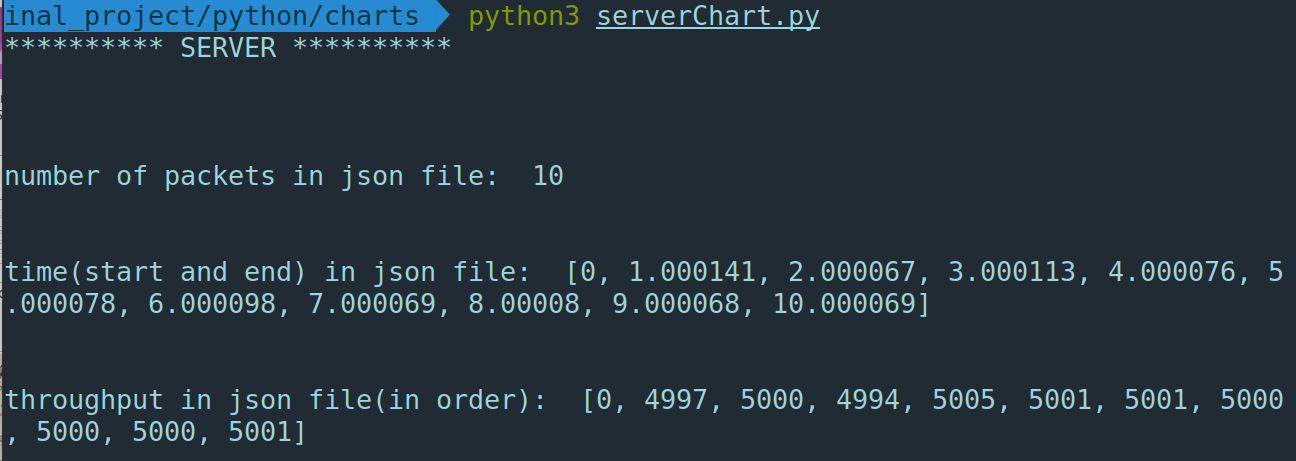 inal_project/python/charts python3 serverChart.py
********** SERVER **********
number of packets in json file:  10
time(start and end) in json file:  [0, 1.000141, 2.000067, 3.000113, 4.000076, 5
.000078, 6.000098, 7.000069, 8.00008, 9.000068, 10.000069]
throughput in json file(in order):  [0, 4997, 5000, 4994, 5005, 5001, 5001, 5000
, 5000, 5000, 5001]